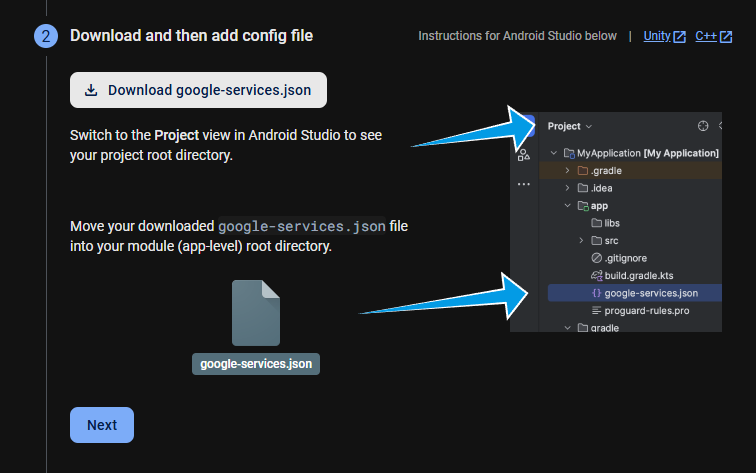 2 Download and then add config file
Instructions for Android Studio below | Unity C++
Download google-services.json
Switch to the Project view in Android Studio to see
your project root directory.
Move your downloaded google-services.json file
into your module (app-level) root directory.
google-services.json
Next
Project
MyApplication [My Application]
.gradle
.idea
app
libs
src
.gitignore
build.gradle.kts
{} google-services.json
proguard-rules.pro
gradle